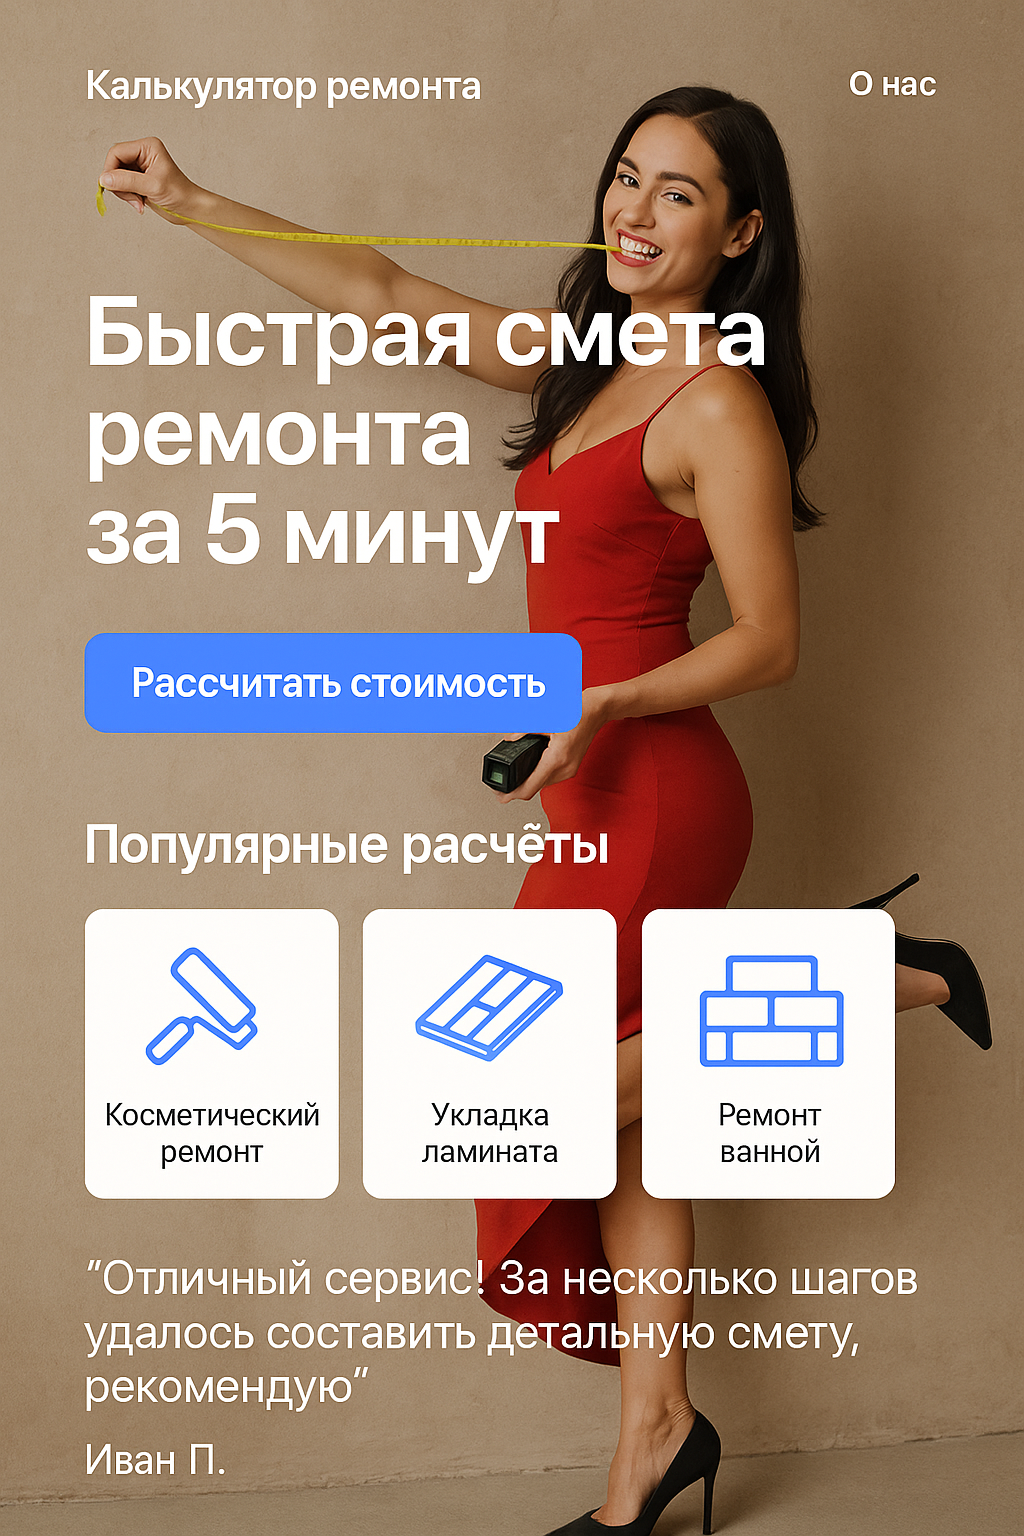 Калькулятор ремонта
О нас
Быстрая смета
ремонта
за 5 минут
Рассчитать стоимость
Популярные расчёты
Косметический
ремонт
Укладка
ламината
Ремонт
ванной
"Отличный сервис! За несколько шагов
удалось составить детальную смету,
рекомендую"
Иван П.